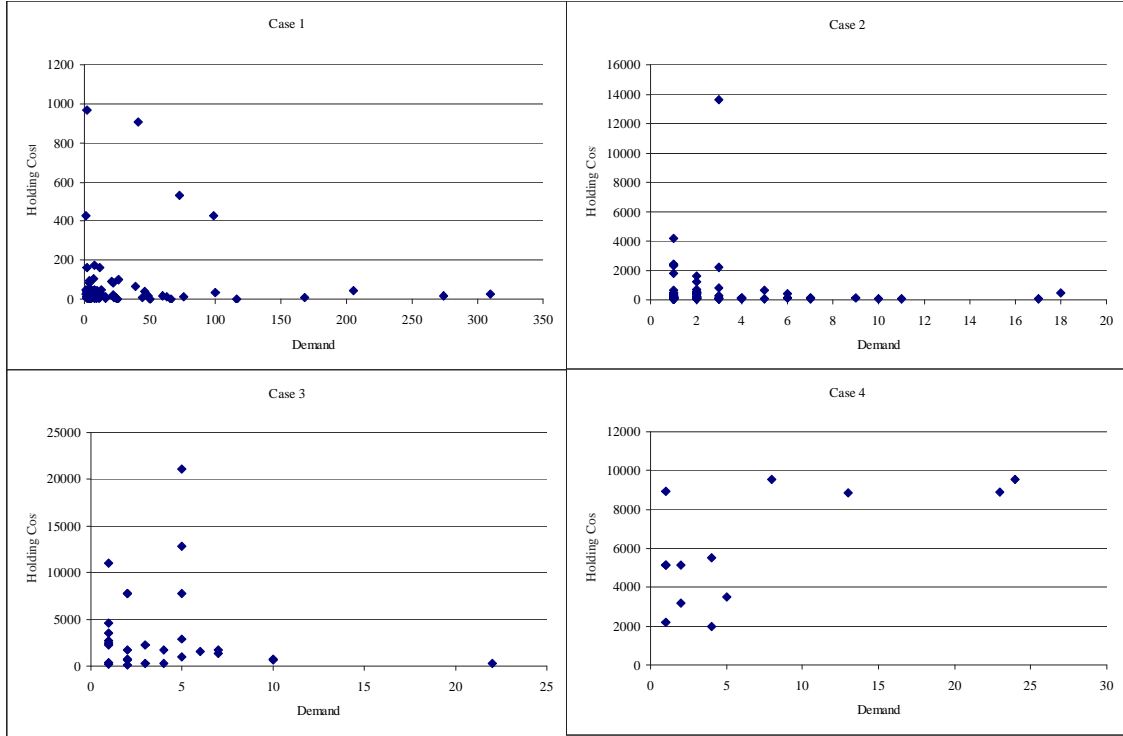 Case 1
1200
1000
800
600
400
200
0
0 50 100 150 200 250 300 350
Holding Cost
Demand
Case 2
16000
14000
12000
10000
8000
6000
4000
2000
0
0 2 4 6 8 10 12 14 16 18 20
Holding Cos
Demand
Case 3
25000
20000
15000
10000
5000
0
0 5 10 15 20 25
Holding Cos
Demand
Case 4
12000
10000
8000
6000
4000
2000
0
0 5 10 15 20 25 30
Holding Cos
Demand